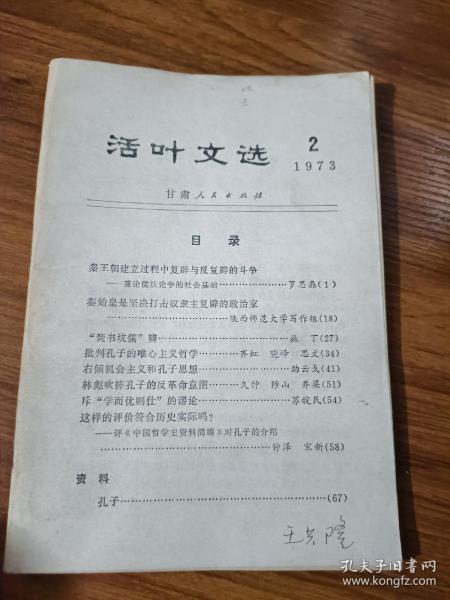 活叶文选
2
1973
甘肃人民出版社
目录
秦王朝建立过程中复辟与反复辟的斗争
——兼论儒法论争的社会基础……………………罗思鼎(1)
秦始皇是坚决打击奴隶主复辟的政治家
……………………陕西师范大学写作组(18)
“焚书坑儒”辨……………………施丁(27)
批判孔子的唯心主义哲学………齐虹 晓峰 思文(34)
右倾机会主义和孔子思想……………………劲云戈(41)
林彪吹捧孔子的反革命意图……久仲 陟山 乔梁(51)
斥“学而优则仕”的谬论……………………苏皖民(54)
这样的评价符合历史实际吗?
——评《中国哲学史资料简编》对孔子的介绍
……………………钟泽 宋新(58)
资料
孔子……………………(67)
孔夫子旧书网
www.kongfz.com